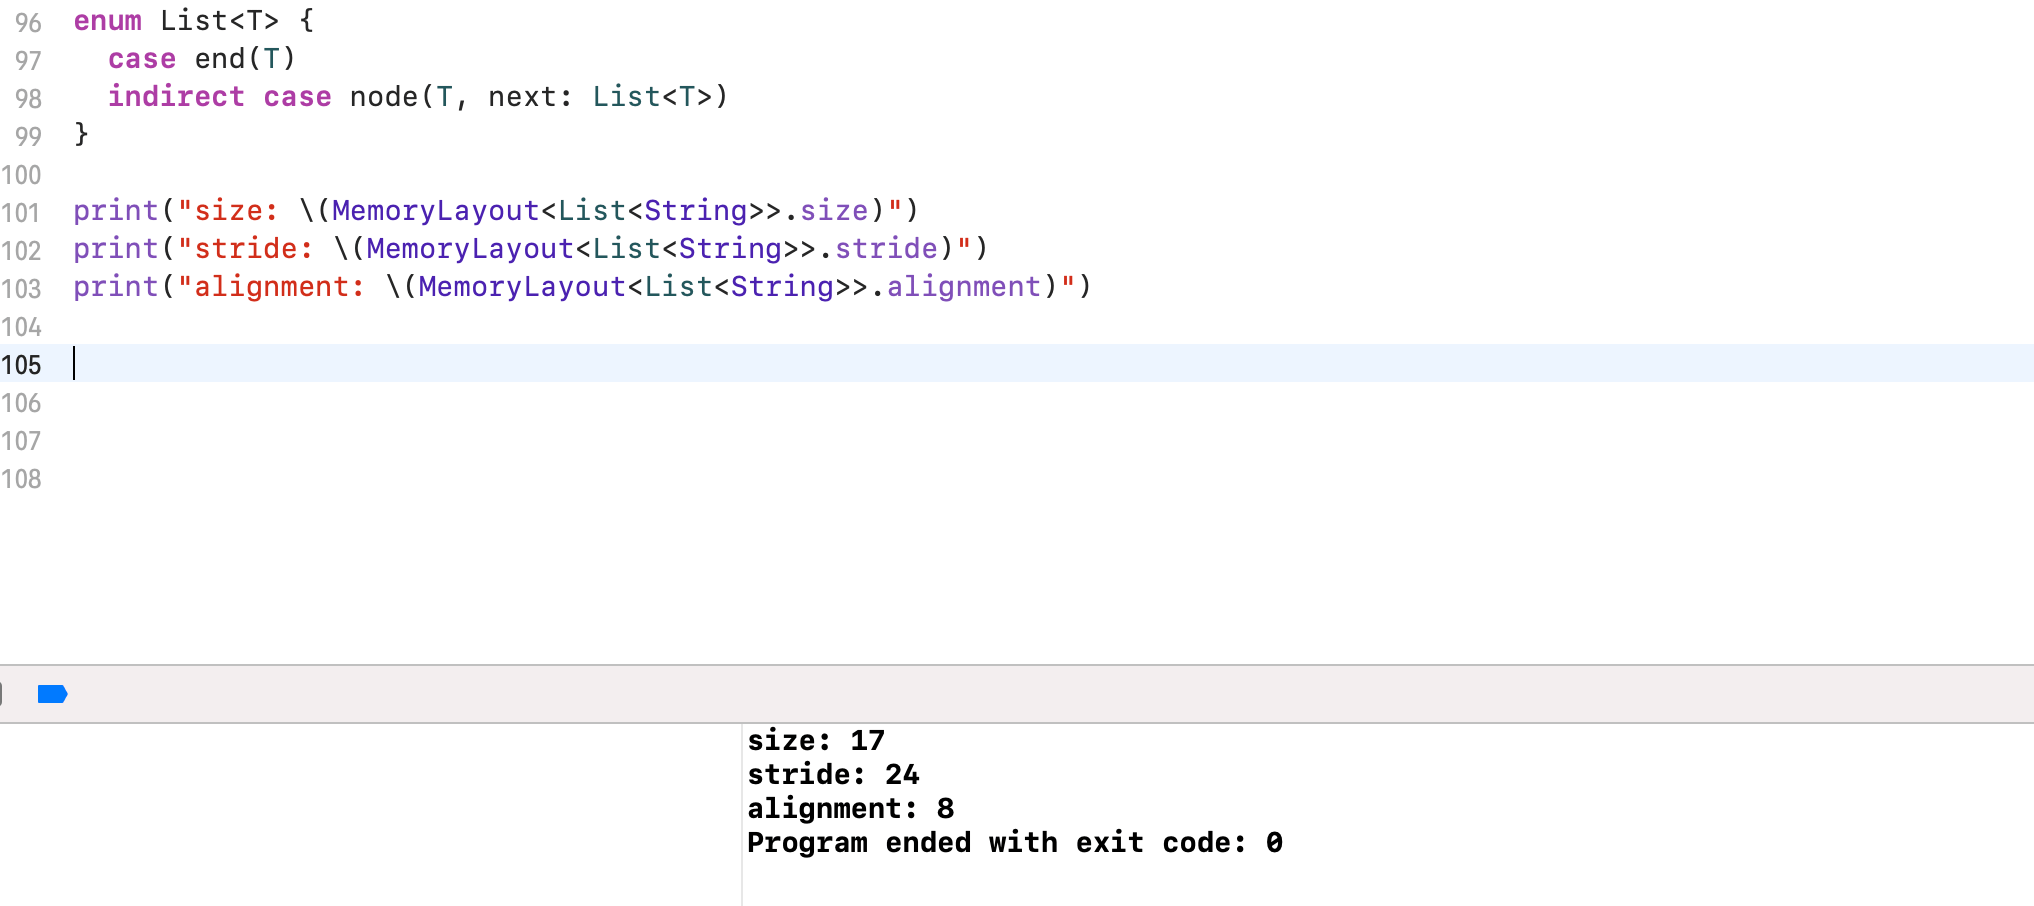 96 enum List<T> {
97   case end(T)
98   indirect case node(T, next: List<T>)
99 }
100
101 print("size: \(MemoryLayout<List<String>>.size)")
102 print("stride: \(MemoryLayout<List<String>>.stride)")
103 print("alignment: \(MemoryLayout<List<String>>.alignment)")
104
105
106
107
108
size: 17
stride: 24
alignment: 8
Program ended with exit code: 0